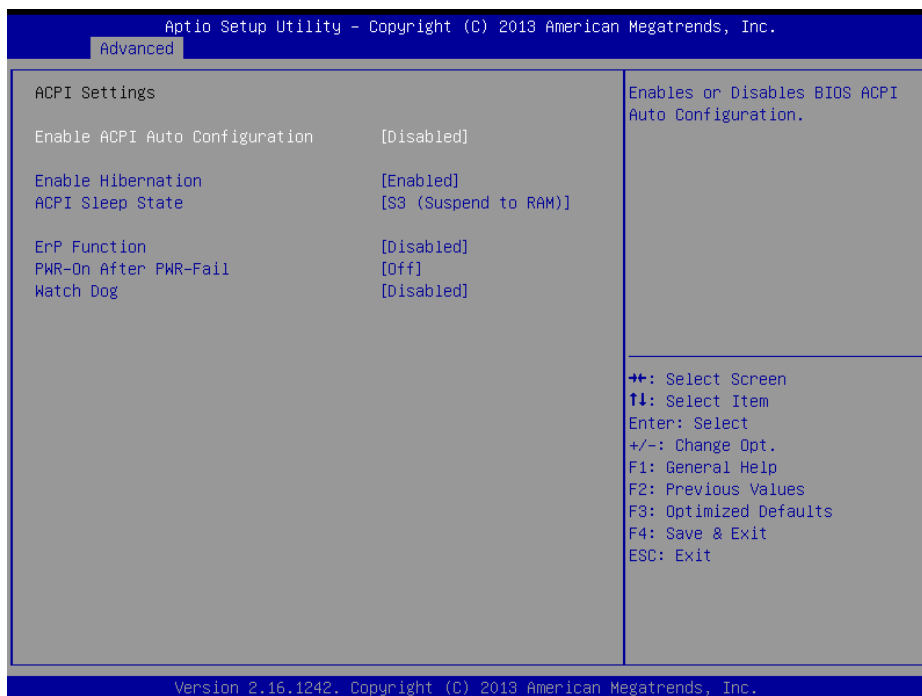 Aptio Setup Utility – Copyright (C) 2013 American Megatrends, Inc.
Advanced
ACPI Settings
Enable ACPI Auto Configuration [Disabled]
Enable Hibernation [Enabled]
ACPI Sleep State [S3 (Suspend to RAM)]
ErP Function [Disabled]
PWR-On After PWR-Fail [Off]
Watch Dog [Disabled]
Enables or Disables BIOS ACPI
Auto Configuration.
→←: Select Screen
↑↓: Select Item
Enter: Select
+/-: Change Opt.
F1: General Help
F2: Previous Values
F3: Optimized Defaults
F4: Save & Exit
ESC: Exit
Version 2.16.1242. Copyright (C) 2013 American Megatrends, Inc.